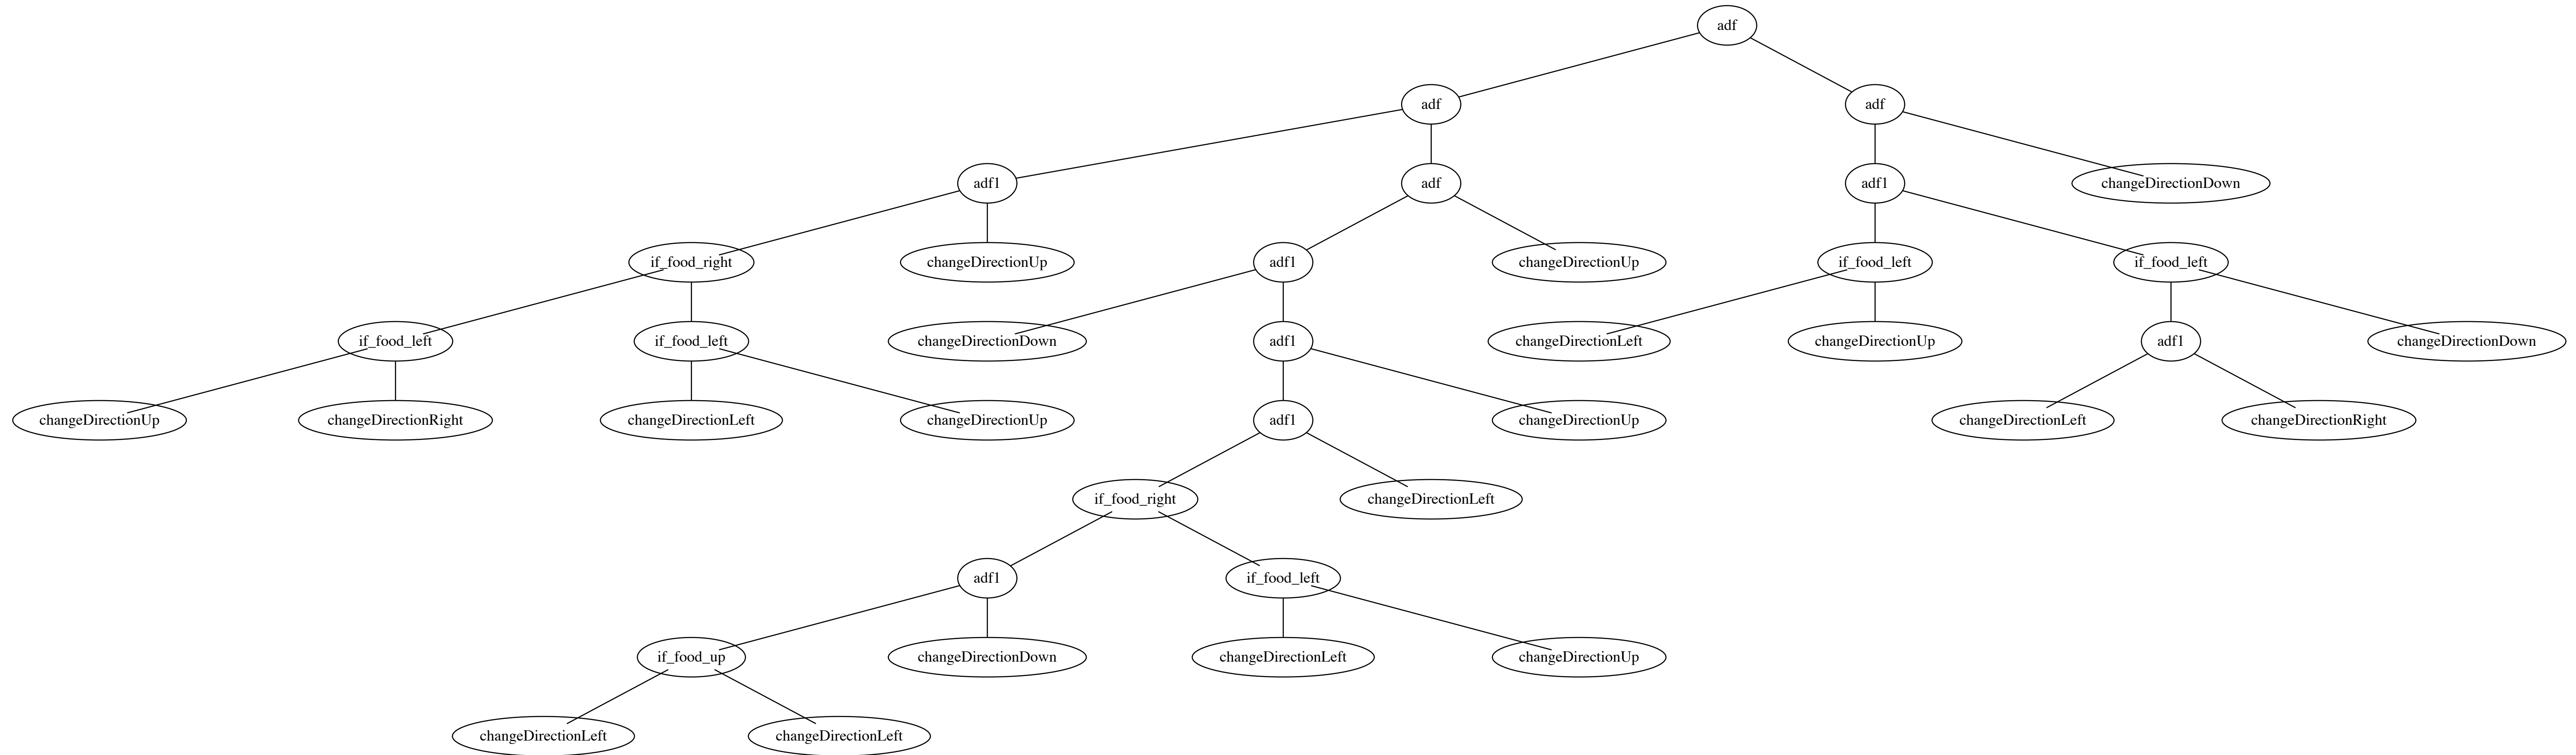 adf
adf
adf
adf1
adf
adf1
changeDirectionDown
if_food_right
changeDirectionUp
adf1
changeDirectionUp
if_food_left
if_food_left
if_food_left
if_food_left
changeDirectionDown
adf1
changeDirectionLeft
changeDirectionUp
adf1
changeDirectionDown
changeDirectionUp
changeDirectionRight
changeDirectionLeft
changeDirectionUp
adf1
changeDirectionUp
changeDirectionLeft
changeDirectionRight
if_food_right
changeDirectionLeft
adf1
if_food_left
if_food_up
changeDirectionDown
changeDirectionLeft
changeDirectionUp
changeDirectionLeft
changeDirectionLeft